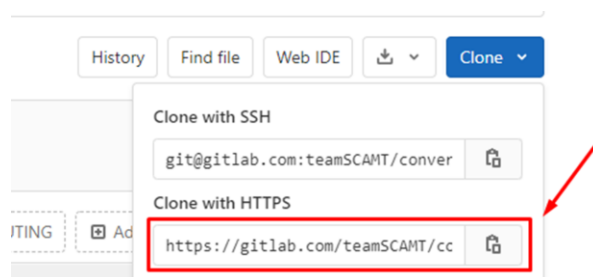 History Find file Web IDE Clone
Clone with SSH
git@gitlab.com:teamSCAMT/conver
Clone with HTTPS
UTING Ad
https://gitlab.com/teamSCAMT/cc